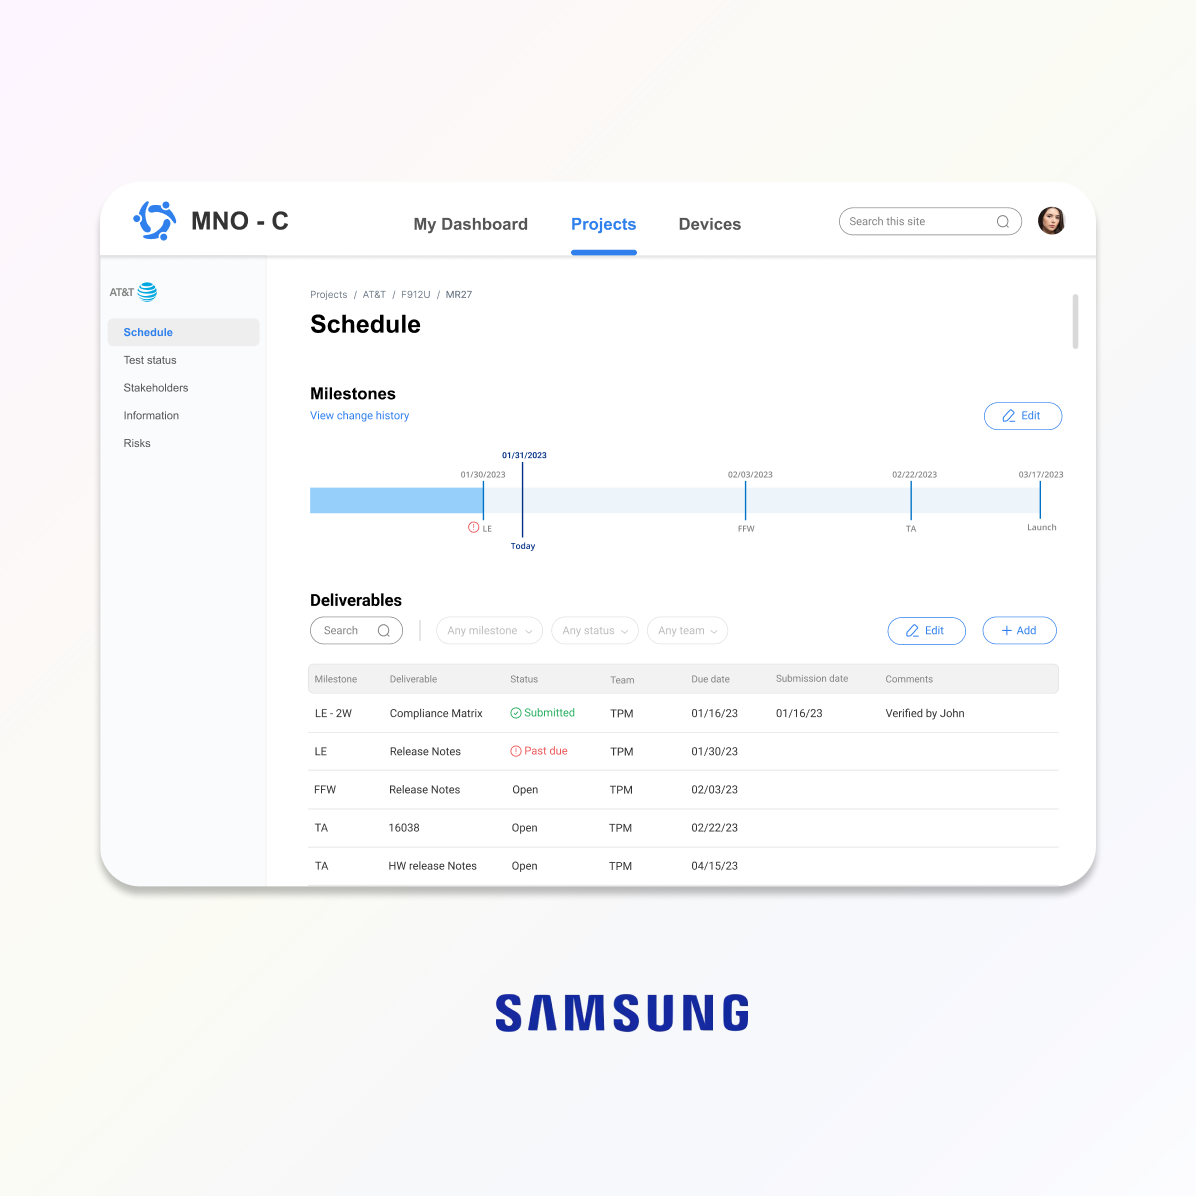 MNO - C
My Dashboard
Projects
Devices
Search this site
AT&T
Schedule
Test status
Stakeholders
Information
Risks
Projects / AT&T / F912U / MR27
Schedule
Milestones
View change history
Edit
01/31/2023
01/30/2023
02/03/2023
02/22/2023
03/17/2023
LE
FFW
TA
Launch
Today
Deliverables
Search
Any milestone
Any status
Any team
Edit
+ Add
Milestone Deliverable Status Team Due date Submission date Comments
LE - 2W Compliance Matrix Submitted TPM 01/16/23 01/16/23 Verified by John
LE Release Notes Past due TPM 01/30/23
FFW Release Notes Open TPM 02/03/23
TA 16038 Open TPM 02/22/23
TA HW release Notes Open TPM 04/15/23
SAMSUNG